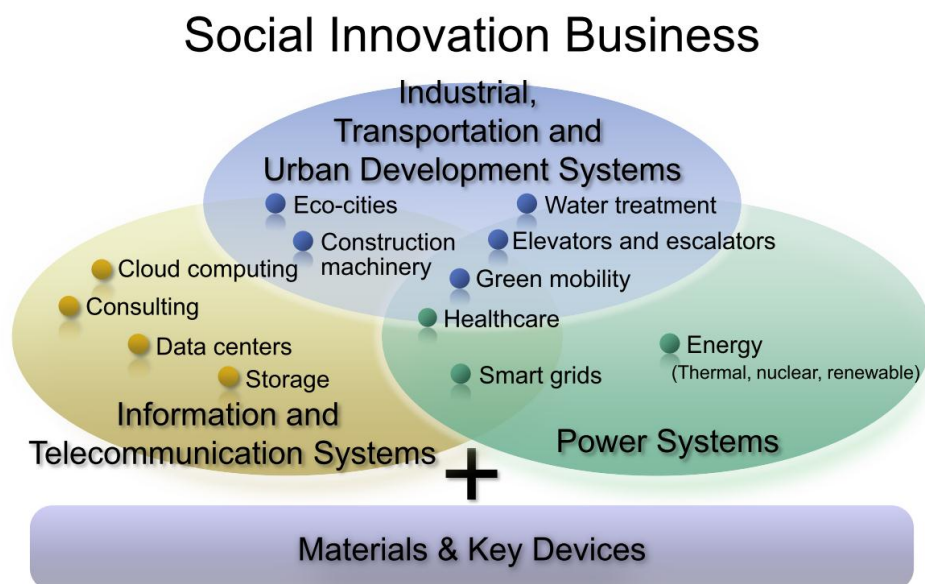 Social Innovation Business
Industrial,
Transportation and
Urban Development Systems
Eco-cities
Water treatment
Construction
machinery
Elevators and escalators
Green mobility
Cloud computing
Consulting
Data centers
Storage
Healthcare
Smart grids
Energy
(Thermal, nuclear, renewable)
Information and
Telecommunication Systems
Power Systems
+
Materials & Key Devices